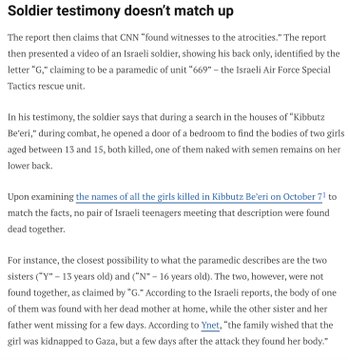 Soldier testimony doesn’t match up
The report then claims that CNN “found witnesses to the atrocities.” The report
then presented a video of an Israeli soldier, showing his back only, identified by the
letter “G,” claiming to be a paramedic of unit “669” – the Israeli Air Force Special
Tactics rescue unit.
In his testimony, the soldier says that during a search in the houses of “Kibbutz
Be’eri,” during combat, he opened a door of a bedroom to find the bodies of two girls
aged between 13 and 15, both killed, one of them naked with semen remains on her
lower back.
Upon examining the names of all the girls killed in Kibbutz Be’eri on October 7¹ to
match the facts, no pair of Israeli teenagers meeting that description were found
dead together.
For instance, the closest possibility to what the paramedic describes are the two
sisters (“Y” – 13 years old) and (“N” – 16 years old). The two, however, were not
found together, as claimed by “G.” According to the Israeli reports, the body of one
of them was found with her dead mother at home, while the other sister and her
father went missing for a few days. According to Ynet, “the family wished that the
girl was kidnapped to Gaza, but a few days after the attack they found her body.”